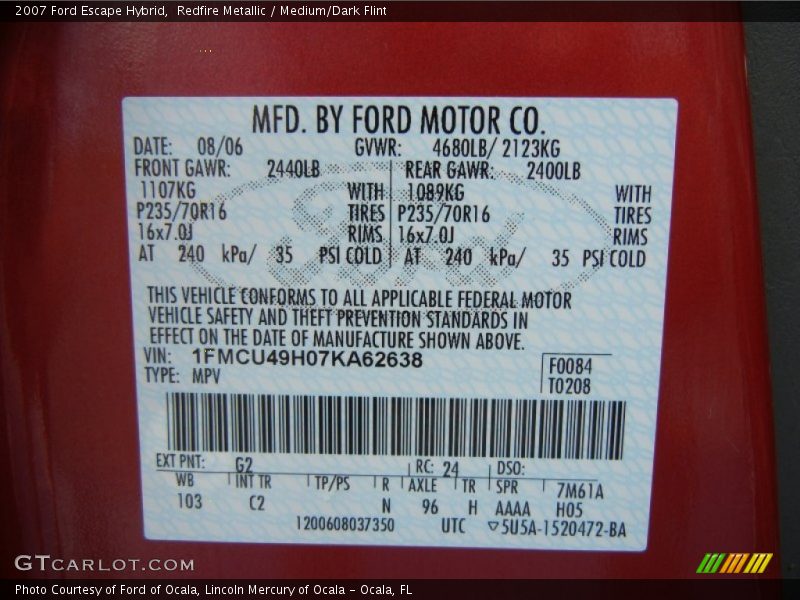 2007 Ford Escape Hybrid,  Redfire Metallic / Medium/Dark Flint
MFD. BY FORD MOTOR CO.
DATE: 08/06 GVWR: 4680LB/ 2123KG
FRONT GAWR: 2440LB REAR GAWR: 2400LB
1107KG WITH 1089KG WITH
P235/70R16 TIRES P235/70R16 TIRES
16x7.0J RIMS 16x7.0J RIMS
AT 240 kPa/ 35 PSI COLD AT 240 kPa/ 35 PSI COLD
Ford
THIS VEHICLE CONFORMS TO ALL APPLICABLE FEDERAL MOTOR
VEHICLE SAFETY AND THEFT PREVENTION STANDARDS IN
EFFECT ON THE DATE OF MANUFACTURE SHOWN ABOVE.
VIN: 1FMCU49H07KA62638 F0084
TYPE: MPV T0208
EXT PNT: G2 RC: 24 DSO:
WB INT TR TP/PS R AXLE TR SPR 7M61A
103 C2 N 96 H AAAA H05
1200608037350 UTC ▽5U5A-1520472-BA
GTCARLOT.COM
Photo Courtesy of Ford of Ocala, Lincoln Mercury of Ocala - Ocala, FL